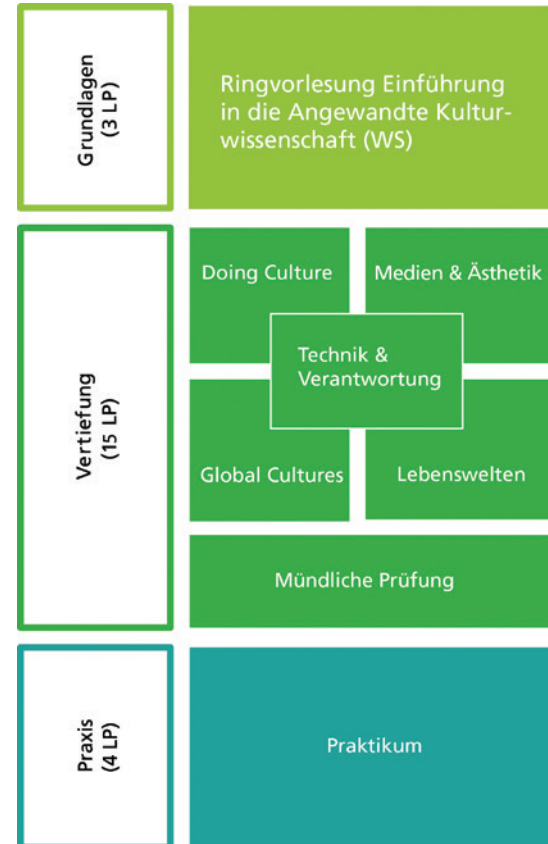 Grundlagen
(3 LP)
Ringvorlesung Einführung
in die Angewandte Kultur-
wissenschaft (WS)
Vertiefung
(15 LP)
Doing Culture
Medien & Ästhetik
Technik &
Verantwortung
Global Cultures
Lebenswelten
Mündliche Prüfung
Praxis
(4 LP)
Praktikum